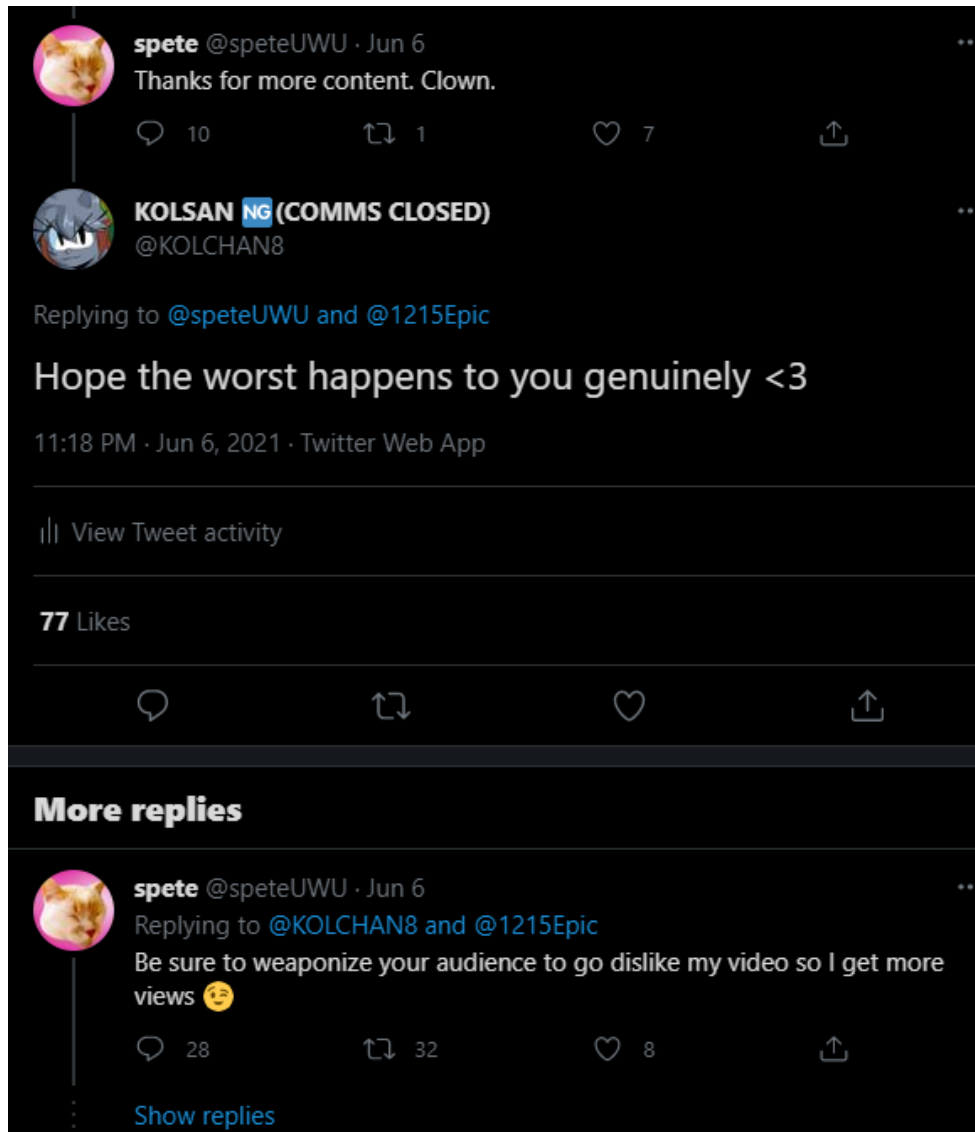 spete @speteUWU · Jun 6
Thanks for more content. Clown.
10 1 7
KOLSAN NG (COMMS CLOSED)
@KOLCHAN8
Replying to @speteUWU and @1215Epic
Hope the worst happens to you genuinely <3
11:18 PM · Jun 6, 2021 · Twitter Web App
View Tweet activity
77 Likes
More replies
spete @speteUWU · Jun 6
Replying to @KOLCHAN8 and @1215Epic
Be sure to weaponize your audience to go dislike my video so I get more
views 😉
28 32 8
Show replies